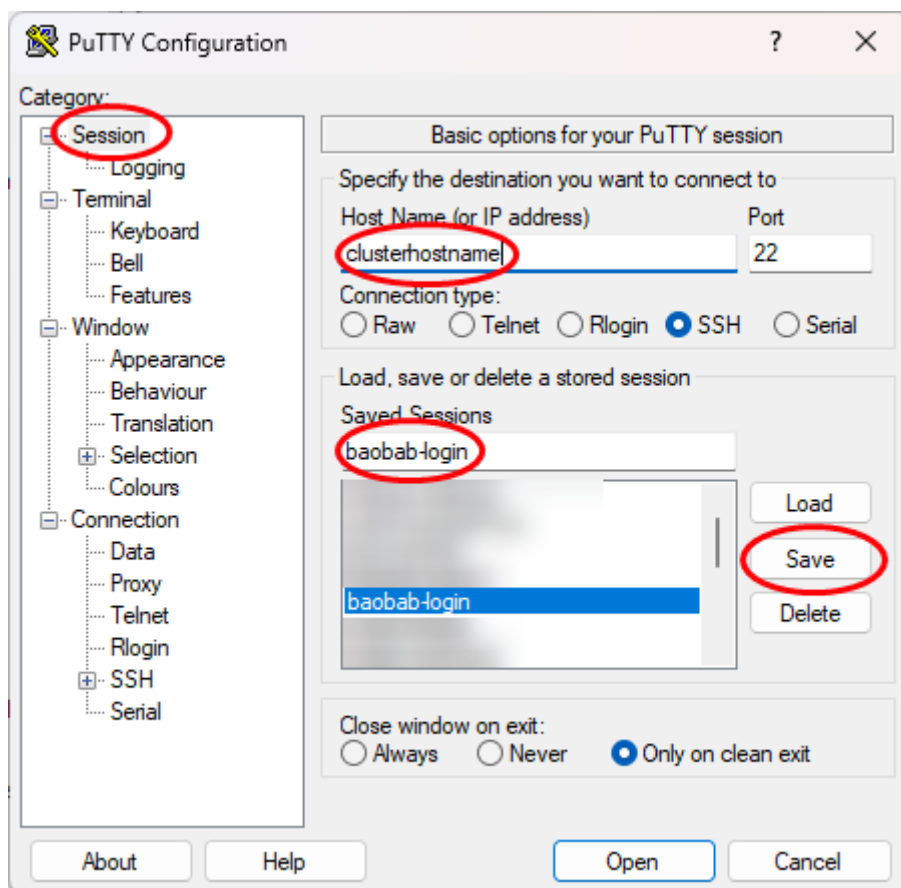 PuTTY Configuration
?
Category:
Session
Logging
Terminal
Keyboard
Bell
Features
Window
Appearance
Behaviour
Translation
Selection
Colours
Connection
Data
Proxy
Telnet
Rlogin
SSH
Serial
Basic options for your PuTTY session
Specify the destination you want to connect to
Host Name (or IP address) Port
clusterhostname 22
Connection type:
Raw Telnet Rlogin SSH Serial
Load, save or delete a stored session
Saved Sessions
baobab-login
Load
Save
baobab-login
Delete
Close window on exit:
Always Never Only on clean exit
About Help Open Cancel